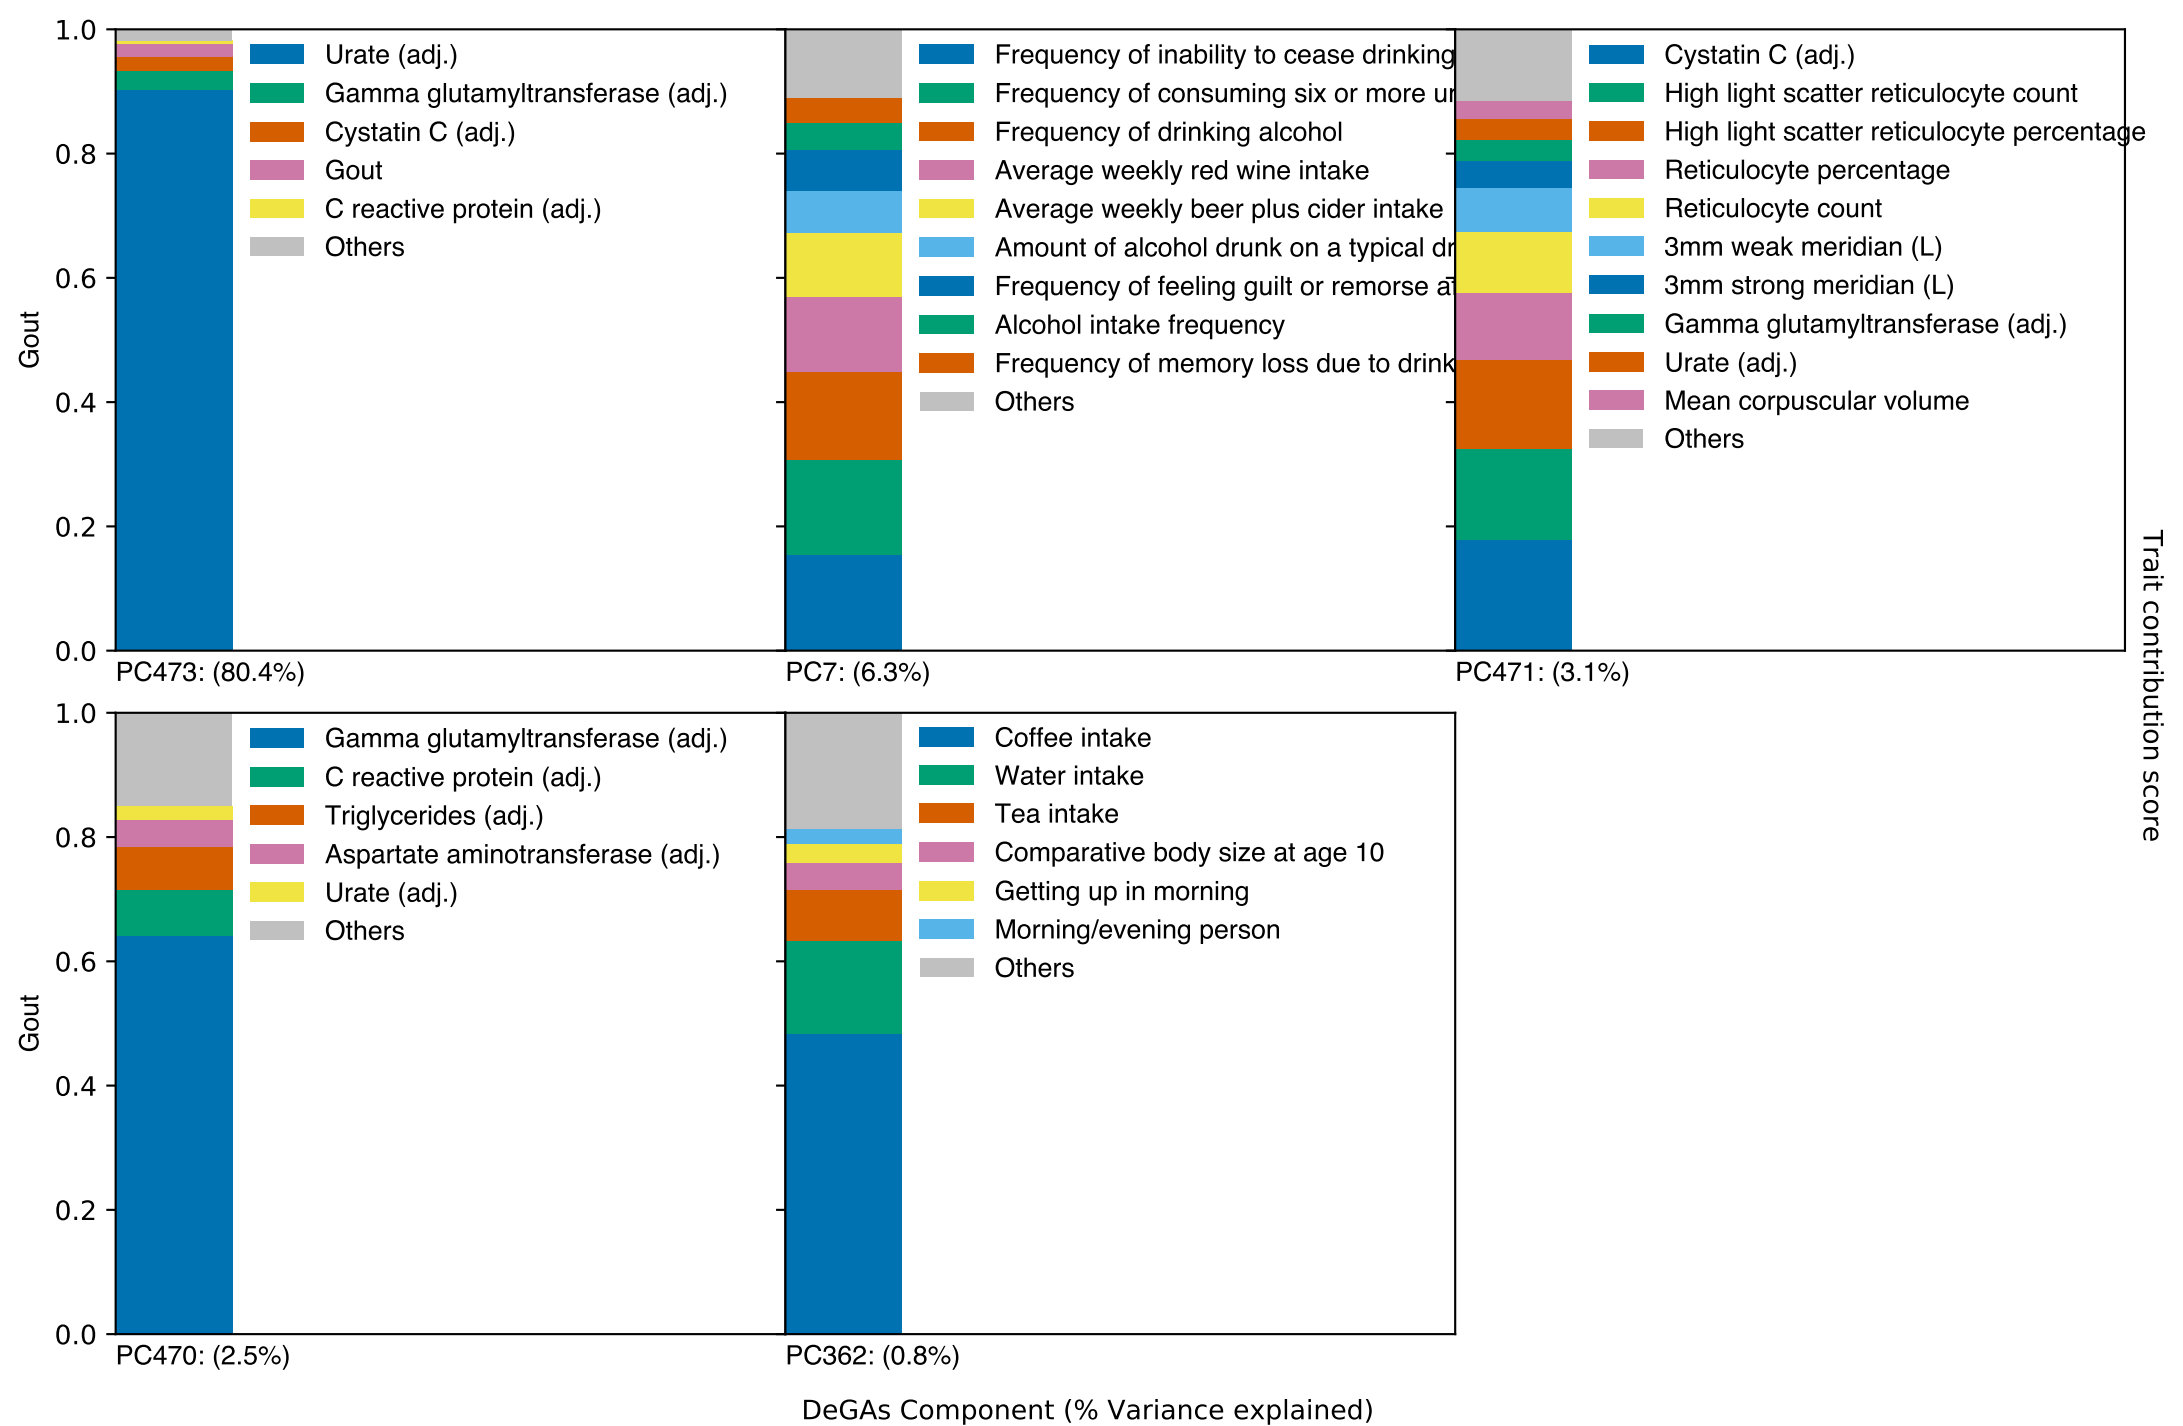 1.0
0.8
0.6
0.4
0.2
0.0
Gout
Urate (adj.)
Gamma glutamyltransferase (adj.)
Cystatin C (adj.)
Gout
C reactive protein (adj.)
Others
PC473: (80.4%)
Frequency of inability to cease drinking
Frequency of consuming six or more
Frequency of drinking alcohol
Average weekly red wine intake
Average weekly beer plus cider intake
Amount of alcohol drunk on a typical
Frequency of feeling guilt or remorse
Alcohol intake frequency
Frequency of memory loss due to drink
Others
PC7: (6.3%)
Cystatin C (adj.)
High light scatter reticulocyte count
High light scatter reticulocyte percentage
Reticulocyte percentage
Reticulocyte count
3mm weak meridian (L)
3mm strong meridian (L)
Gamma glutamyltransferase (adj.)
Urate (adj.)
Mean corpuscular volume
Others
PC471: (3.1%)
Trait contribution score
1.0
0.8
0.6
0.4
0.2
0.0
Gout
Gamma glutamyltransferase (adj.)
C reactive protein (adj.)
Triglycerides (adj.)
Aspartate aminotransferase (adj.)
Urate (adj.)
Others
PC470: (2.5%)
Coffee intake
Water intake
Tea intake
Comparative body size at age 10
Getting up in morning
Morning/evening person
Others
PC362: (0.8%)
DeGAs Component (% Variance explained)